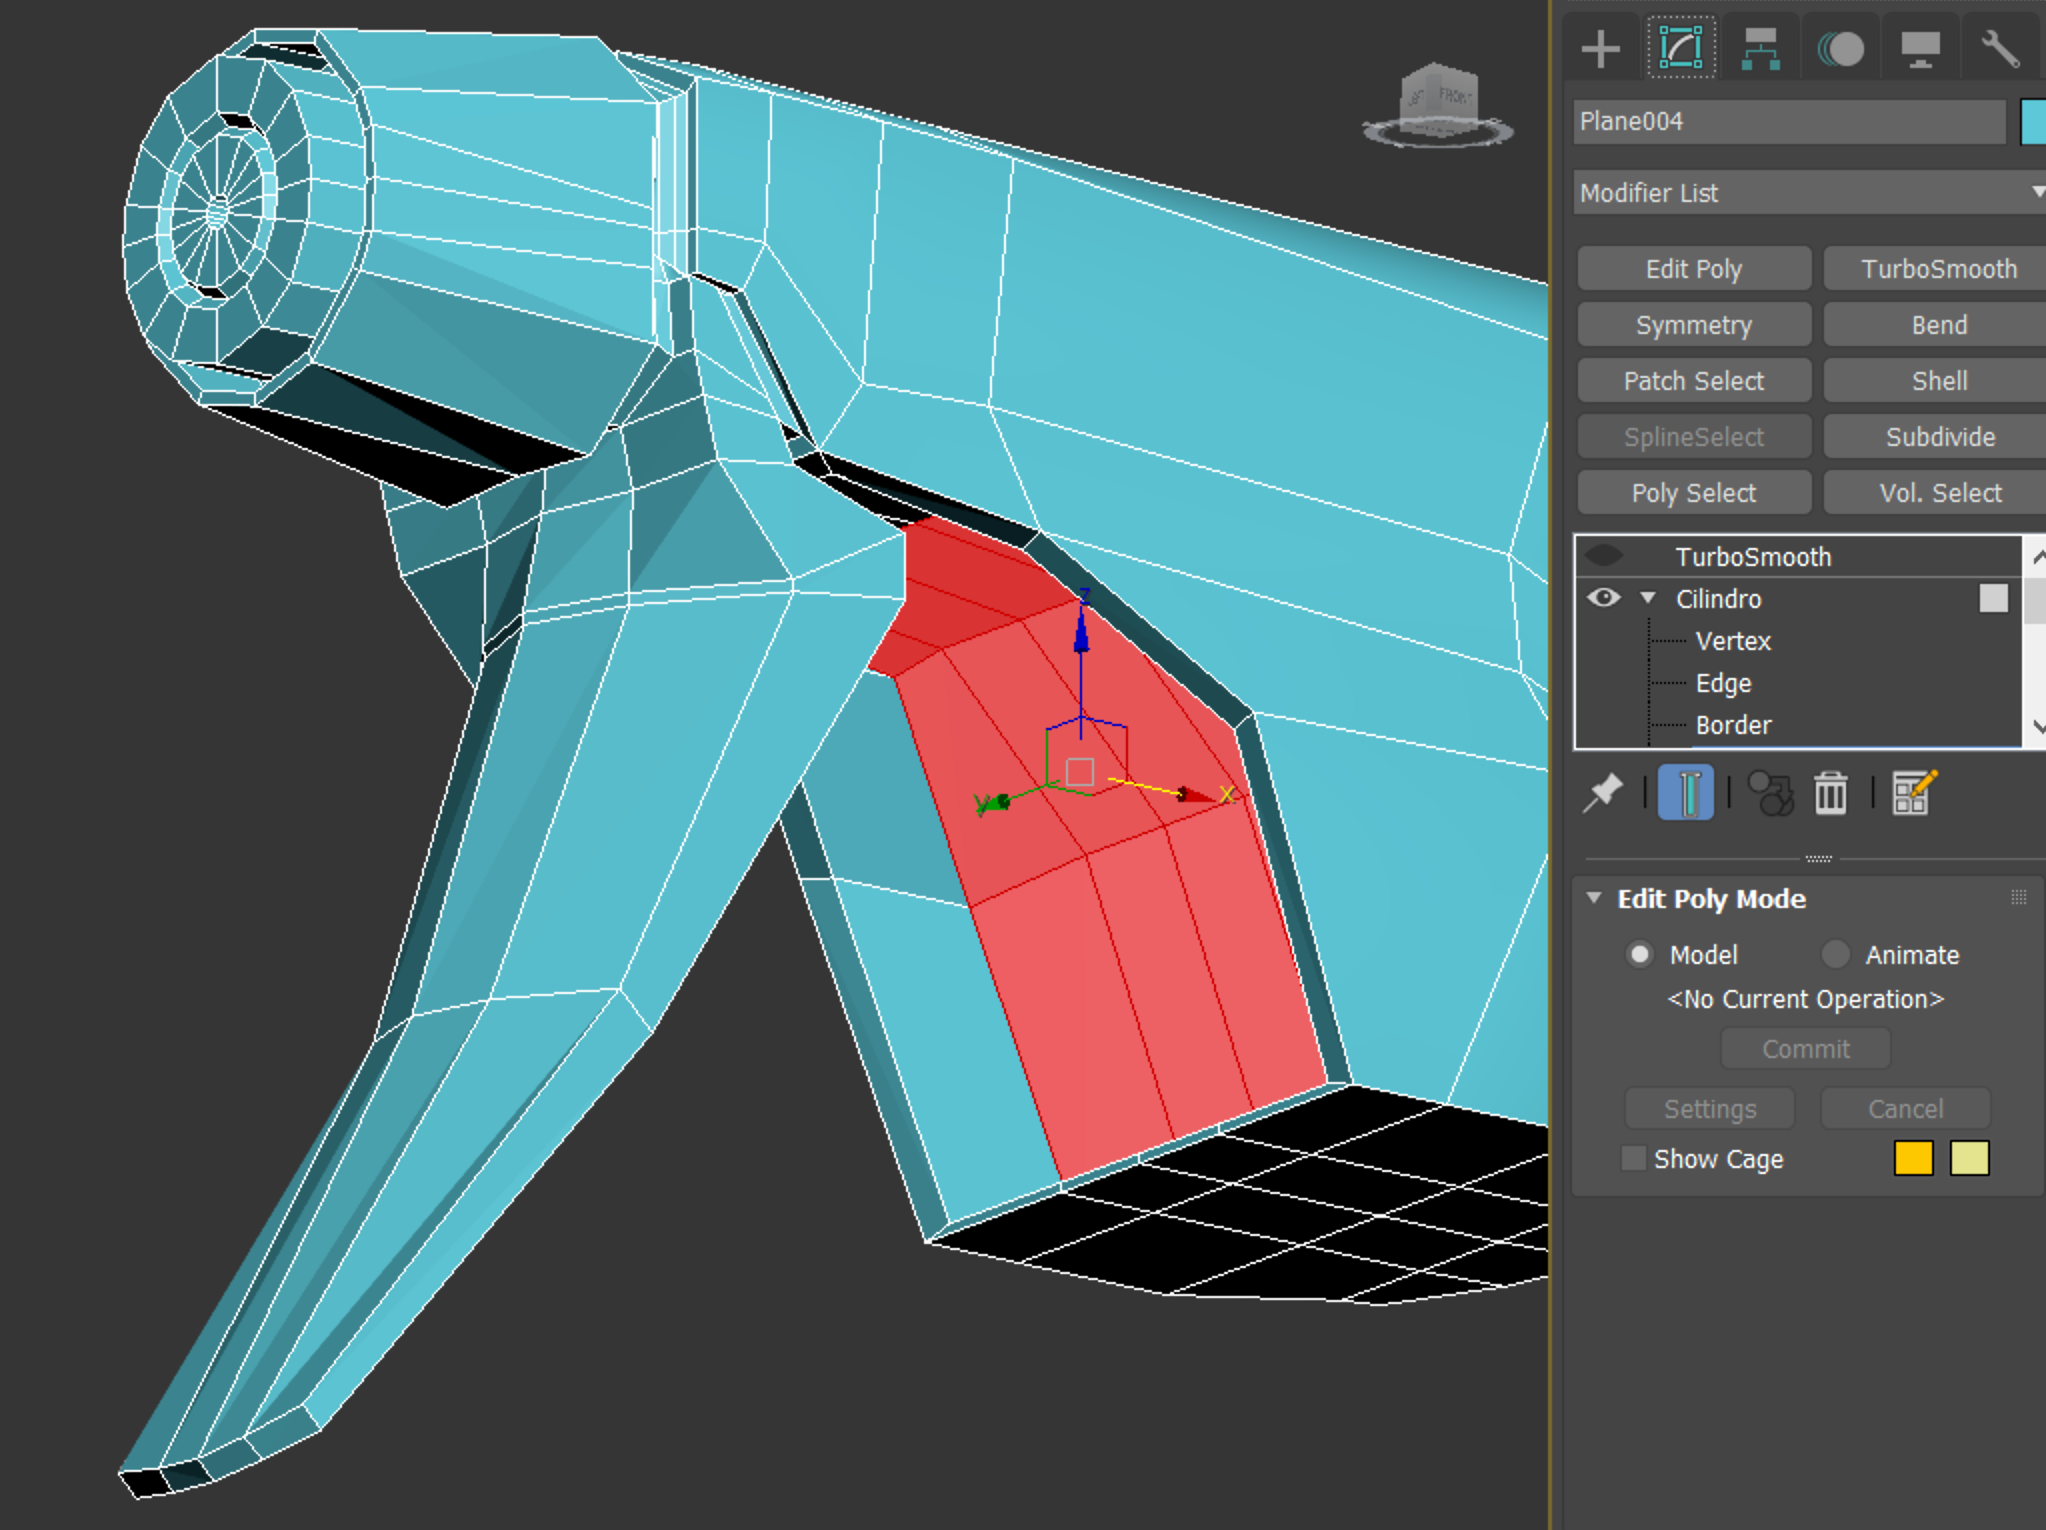 FRONT
Plane004
Modifier List
Edit Poly TurboSmooth
Symmetry Bend
Patch Select Shell
SplineSelect Subdivide
Poly Select Vol. Select
TurboSmooth
Cilindro
Vertex
z
Edge
Border
y x
Edit Poly Mode
Model Animate
<No Current Operation>
Commit
Settings Cancel
Show Cage